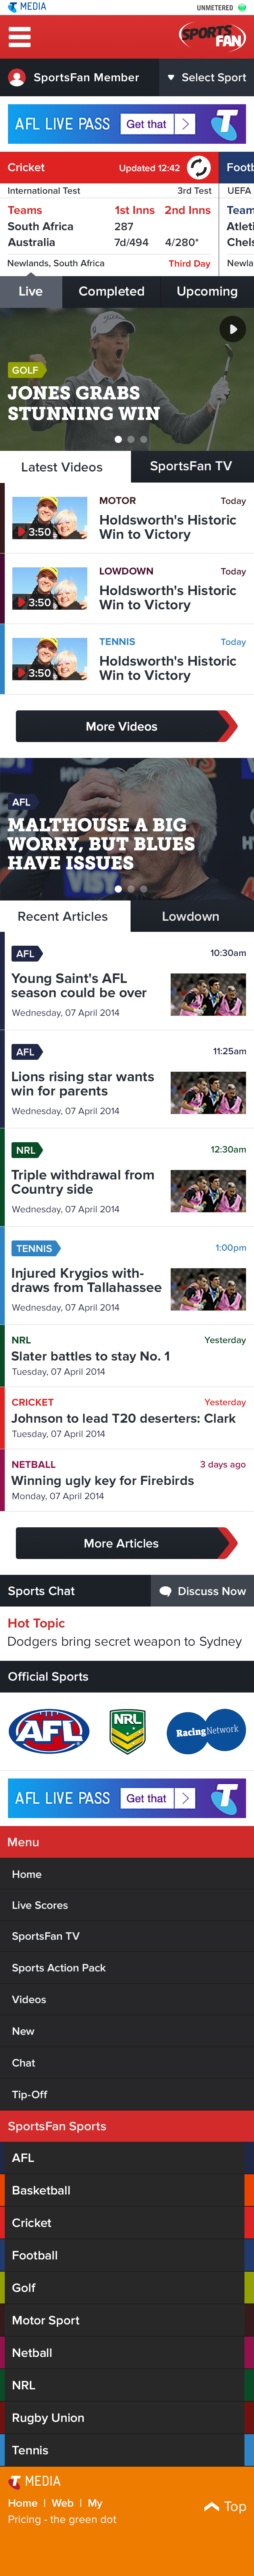 T MEDIA UNMETERED
SPORTS FAN
SportsFan Member Select Sport
AFL LIVE PASS Get that
Cricket Updated 12:42 Footb
International Test 3rd Test UEFA
Teams 1st Inns 2nd Inns Team
South Africa 287 Atleti
Australia 7d/494 4/280* Chels
Newlands, South Africa Third Day Newla
Live Completed Upcoming
GOLF
JONES GRABS
STUNNING WIN
Latest Videos SportsFan TV
MOTOR Today
Holdsworth's Historic
Win to Victory
3:50
LOWDOWN Today
Holdsworth's Historic
Win to Victory
3:50
TENNIS Today
Holdsworth's Historic
Win to Victory
3:50
More Videos
AFL
MALTHOUSE A BIG
WORRY, BUT BLUES
HAVE ISSUES
Recent Articles Lowdown
AFL 10:30am
Young Saint's AFL
season could be over
Wednesday, 07 April 2014
AFL 11:25am
Lions rising star wants
win for parents
Wednesday, 07 April 2014
NRL 12:30am
Triple withdrawal from
Country side
Wednesday, 07 April 2014
TENNIS 1:00pm
Injured Krygios with-
draws from Tallahassee
Wednesday, 07 April 2014
NRL Yesterday
Slater battles to stay No. 1
Tuesday, 07 April 2014
CRICKET Yesterday
Johnson to lead T20 deserters: Clark
Tuesday, 07 April 2014
NETBALL 3 days ago
Winning ugly key for Firebirds
Monday, 07 April 2014
More Articles
Sports Chat Discuss Now
Hot Topic
Dodgers bring secret weapon to Sydney
Official Sports
AFL NRL Racing Network
AFL LIVE PASS Get that
Menu
Home
Live Scores
SportsFan TV
Sports Action Pack
Videos
New
Chat
Tip-Off
SportsFan Sports
AFL
Basketball
Cricket
Football
Golf
Motor Sport
Netball
NRL
Rugby Union
Tennis
T MEDIA
Home | Web | My
Pricing - the green dot
Top